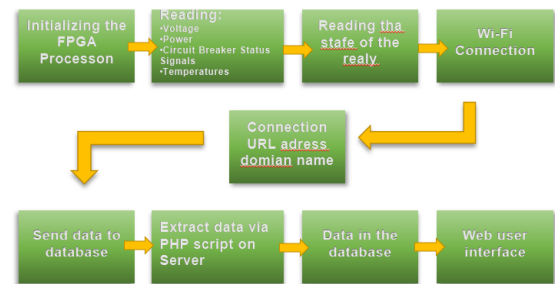 Initializing the
FPGA
Processon
Reading:
•Voltage
•Power
•Circuit Breaker Status
Signals
•Temperatures
Reading tha
stafe of the
realy
Wi-Fi
Connection
Connection
URL adress
domian name
Send data to
database
Extract data via
PHP script on
Server
Data in the
database
Web user
interface